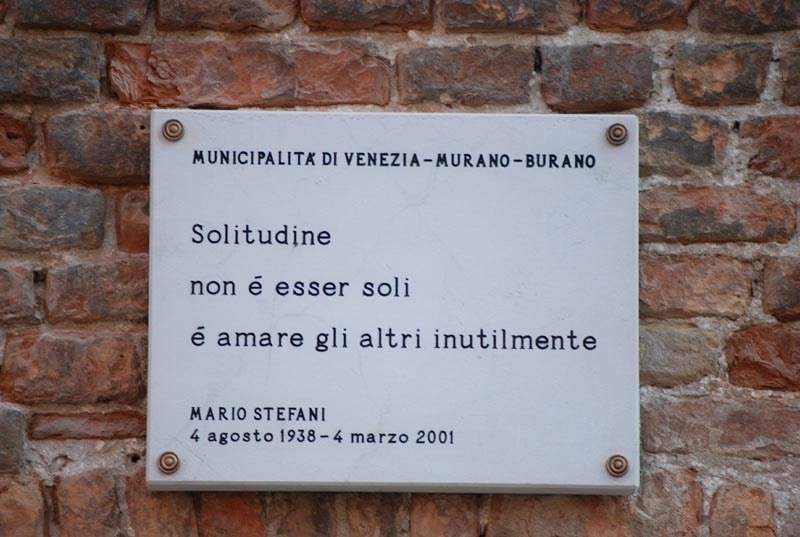 MUNICIPALITA' DI VENEZIA-MURANO-BURANO
Solitudine
non é esser soli
é amare gli altri inutilmente
MARIO STEFANI
4 agosto 1938-4 marzo 2001